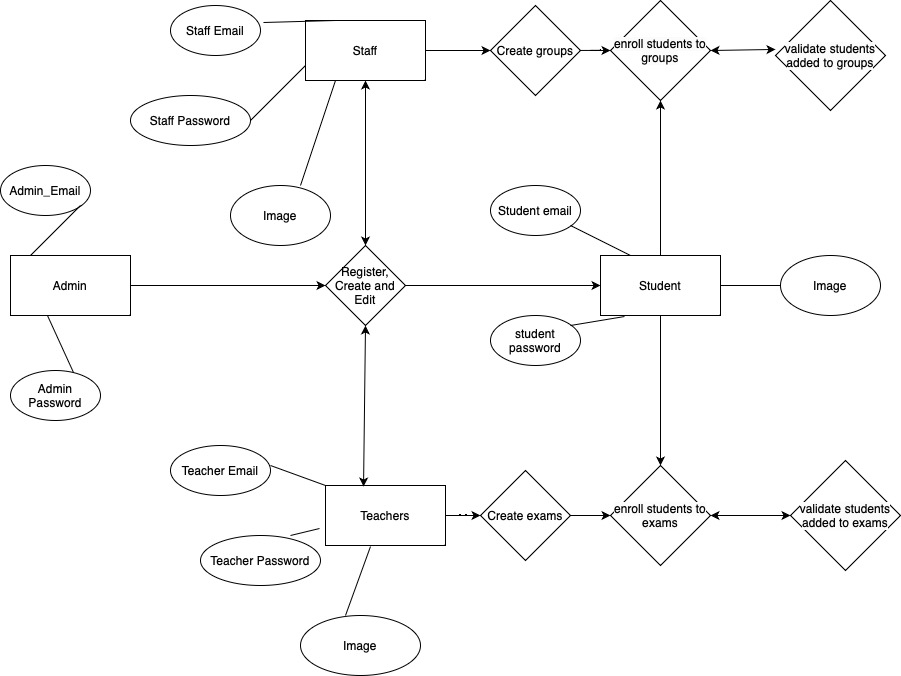 Staff Email
Staff
Create groups
enroll students to
groups
validate students
added to groups
Staff Password
Admin_Email
Image
Student email
Admin
Register,
Create and
Edit
Student
Image
student
password
Admin
Password
Teacher Email
Teachers
Create exams
enroll students to
exams
validate students
added to exams
Teacher Password
Image